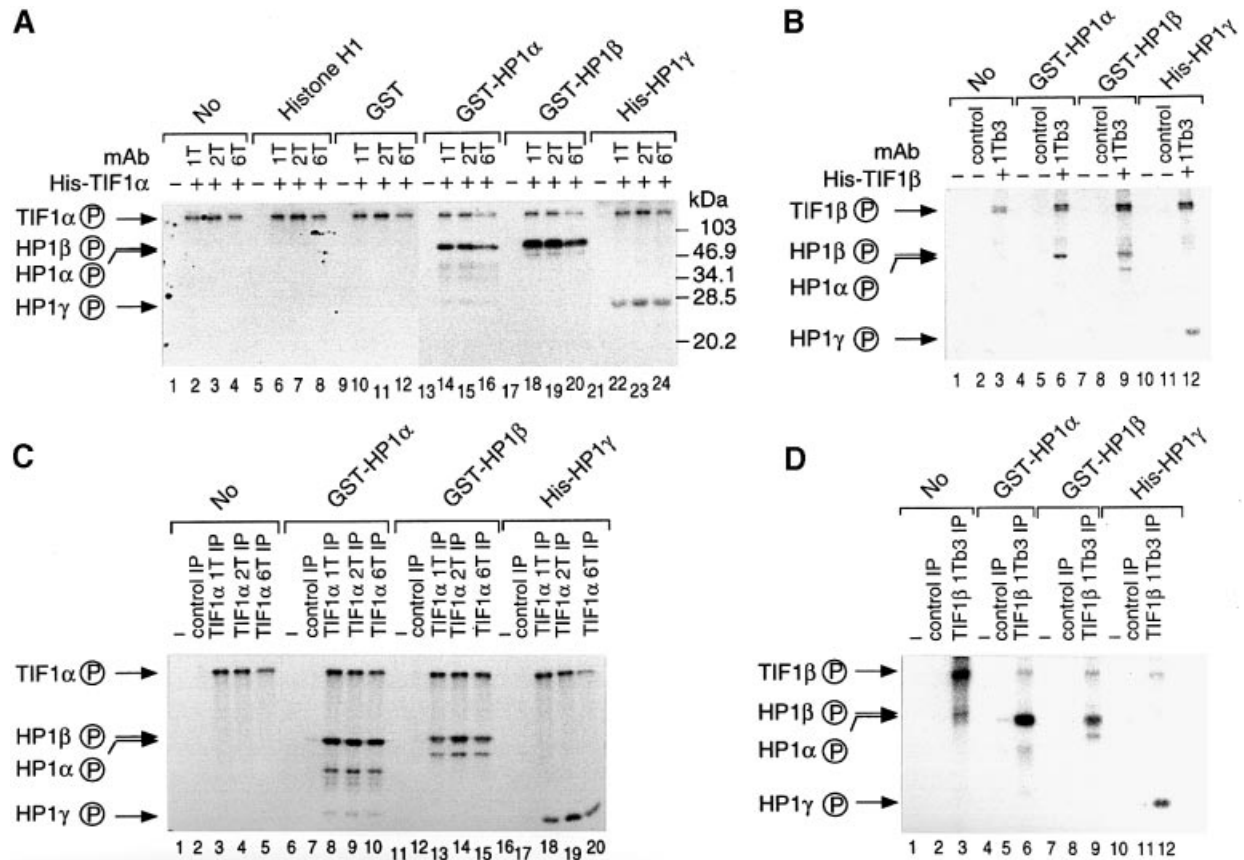 A
No
Histone H1
GST
GST-HP1α
GST-HP1β
His-HP1γ
mAb 1T 2T 6T 1T 2T 6T 1T 2T 6T 1T 2T 6T 1T 2T 6T 1T 2T 6T
His-TIF1α − + + + − + + + − + + + − + + + − + + + − + + +
kDa
TIF1α P
103
HP1β P
46.9
HP1α P
34.1
HP1γ P
28.5
20.2
1 2 3 4 5 6 7 8 9 10 11 12 13 14 15 16 17 18 19 20 21 22 23 24
B
No
GST-HP1α
GST-HP1β
His-HP1γ
mAb control 1Tb3 control 1Tb3 control 1Tb3 control 1Tb3
His-TIF1β − − + − − + − − + − − +
TIF1β P
HP1β P
HP1α P
HP1γ P
1 2 3 4 5 6 7 8 9 10 11 12
C
No
GST-HP1α
GST-HP1β
His-HP1γ
− control IP TIF1α 1T IP TIF1α 2T IP TIF1α 6T IP − control IP TIF1α 1T IP TIF1α 2T IP TIF1α 6T IP − control IP TIF1α 1T IP TIF1α 2T IP TIF1α 6T IP − control IP TIF1α 1T IP TIF1α 2T IP TIF1α 6T IP
TIF1α P
HP1β P
HP1α P
HP1γ P
1 2 3 4 5 6 7 8 9 10 11 12 13 14 15 16 17 18 19 20
D
No
GST-HP1α
GST-HP1β
His-HP1γ
− control IP TIF1β 1Tb3 IP − control IP TIF1β 1Tb3 IP − control IP TIF1β 1Tb3 IP − control IP TIF1β 1Tb3 IP
TIF1β P
HP1β P
HP1α P
HP1γ P
1 2 3 4 5 6 7 8 9 10 11 12